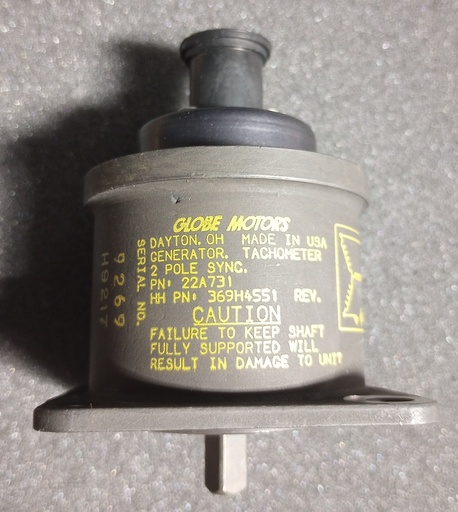 GLOBE MOTORS
DAYTON, OH MADE IN USA
GENERATOR, TACHOMETER
2 POLE SYNC.
PN: 22A731
HH PN: 369H4551 REV.
CAUTION
FAILURE TO KEEP SHAFT
FULLY SUPPORTED WILL
RESULT IN DAMAGE TO UNIT
SERIAL NO.
9269
H9217